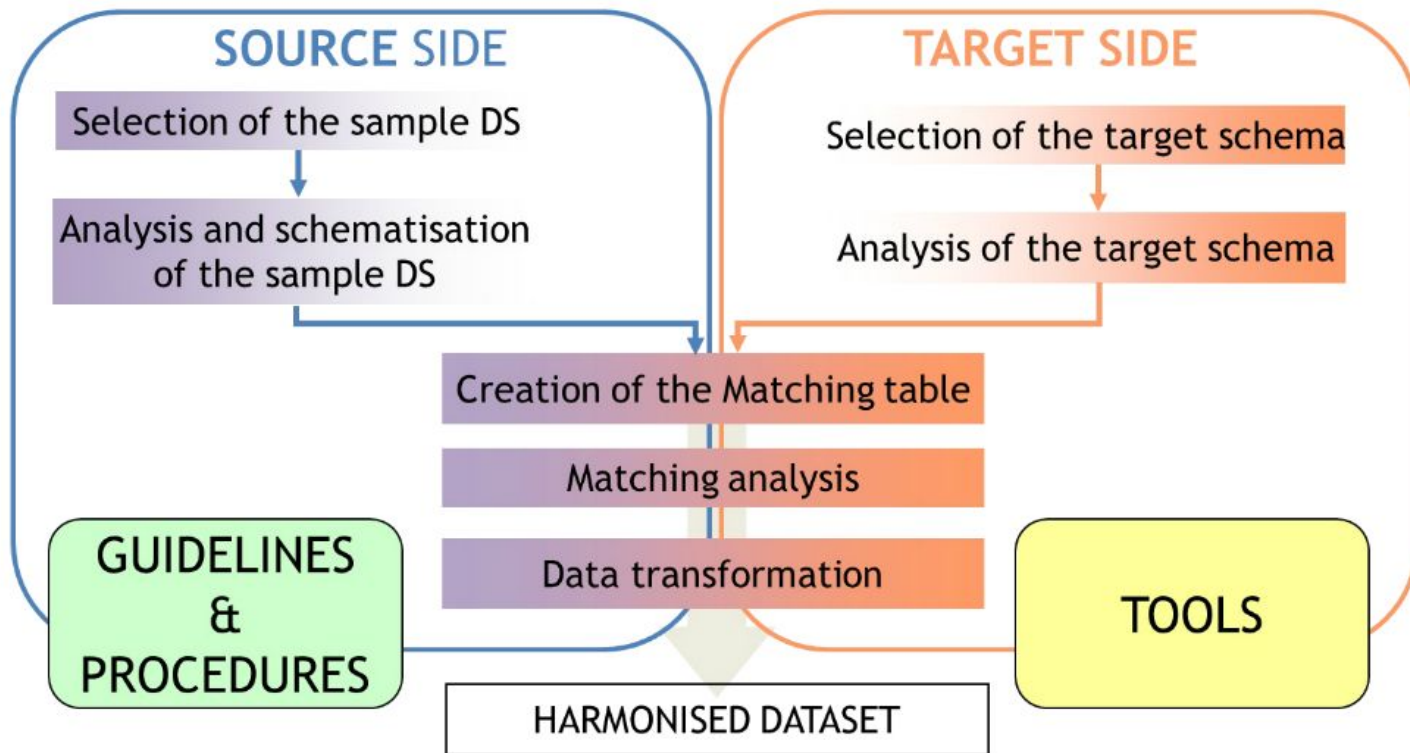 SOURCE SIDE
Selection of the sample DS
Analysis and schematisation
of the sample DS
TARGET SIDE
Selection of the target schema
Analysis of the target schema
Creation of the Matching table
Matching analysis
Data transformation
GUIDELINES
&
PROCEDURES
TOOLS
HARMONISED DATASET